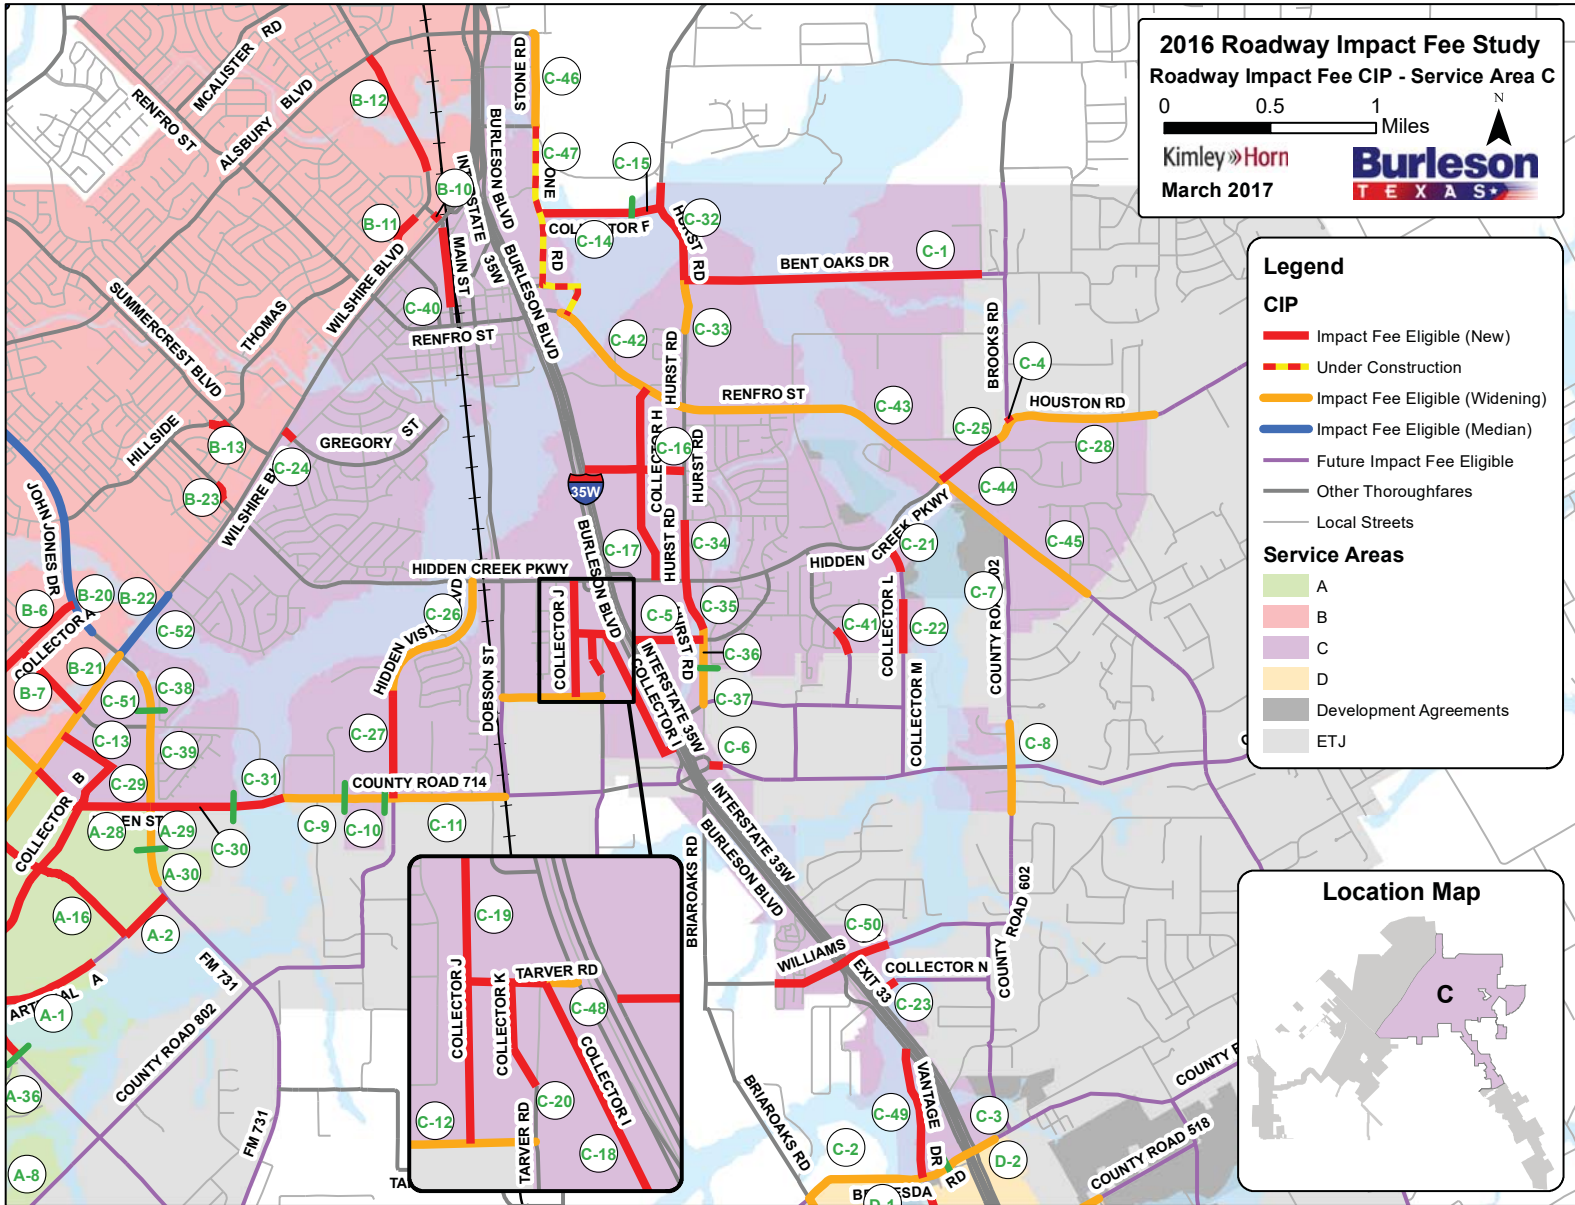 2016 Roadway Impact Fee Study
Roadway Impact Fee CIP - Service Area C
0 0.5 1
Miles
N
Kimley»Horn
March 2017
Burleson
TEXAS
Legend
CIP
Impact Fee Eligible (New)
Under Construction
Impact Fee Eligible (Widening)
Impact Fee Eligible (Median)
Future Impact Fee Eligible
Other Thoroughfares
Local Streets
Service Areas
A
B
C
D
Development Agreements
ETJ
Location Map
C
RENFRO ST
MCALISTER RD
ALSBURY BLVD
B-12
STONE RD
C-46
BURLESON BLVD
C-47
C-15
B-10
INTERSTATE 35W
B-11
MAIN ST
WILSHIRE BLVD
COLLECTOR F
C-14
RD
HURST RD
C-32
BENT OAKS DR
C-1
BURLESON BLVD
SUMMERCREST BLVD
THOMAS
C-40
RENFRO ST
C-42
C-33
HURST RD
BROOKS RD
C-4
HOUSTON RD
RENFRO ST
C-43
C-25
C-28
HILLSIDE
B-13
GREGORY ST
C-24
B-23
COLLECTOR H
C-16
HURST RD
35W
C-44
JOHN JONES DR
C-17
HURST RD
C-34
HIDDEN CREEK PKWY
C-21
C-45
HIDDEN CREEK PKWY
BURLESON BLVD
B-6
B-20
B-22
C-52
C-26
COLLECTOR J
C-5
C-35
HURST RD
C-36
C-41
COLLECTOR L
C-22
C-7
B-21
B-7
C-51
C-38
DOBSON ST
INTERSTATE 35W
COLLECTOR I
C-37
COLLECTOR M
C-13
C-39
C-27
C-6
C-8
COLLECTOR B
C-29
C-31
COUNTY ROAD 714
A-28
A-29
C-30
C-9
C-10
C-11
A-30
INTERSTATE 35W
BURLESON BLVD
BRIAROAKS RD
COUNTY ROAD 602
A-16
A-2
FM 731
C-19
COLLECTOR J
TARVER RD
COLLECTOR K
C-48
COLLECTOR I
C-12
C-20
TARVER RD
C-18
C-50
WILLIAMS
EXIT 33
COLLECTOR N
C-23
A-1
COUNTY ROAD 802
A-36
FM 731
A-8
BRIAROAKS RD
C-49
VANTAGE DR
C-3
C-2
D-2
RD
D-1
COUNTY ROAD 518